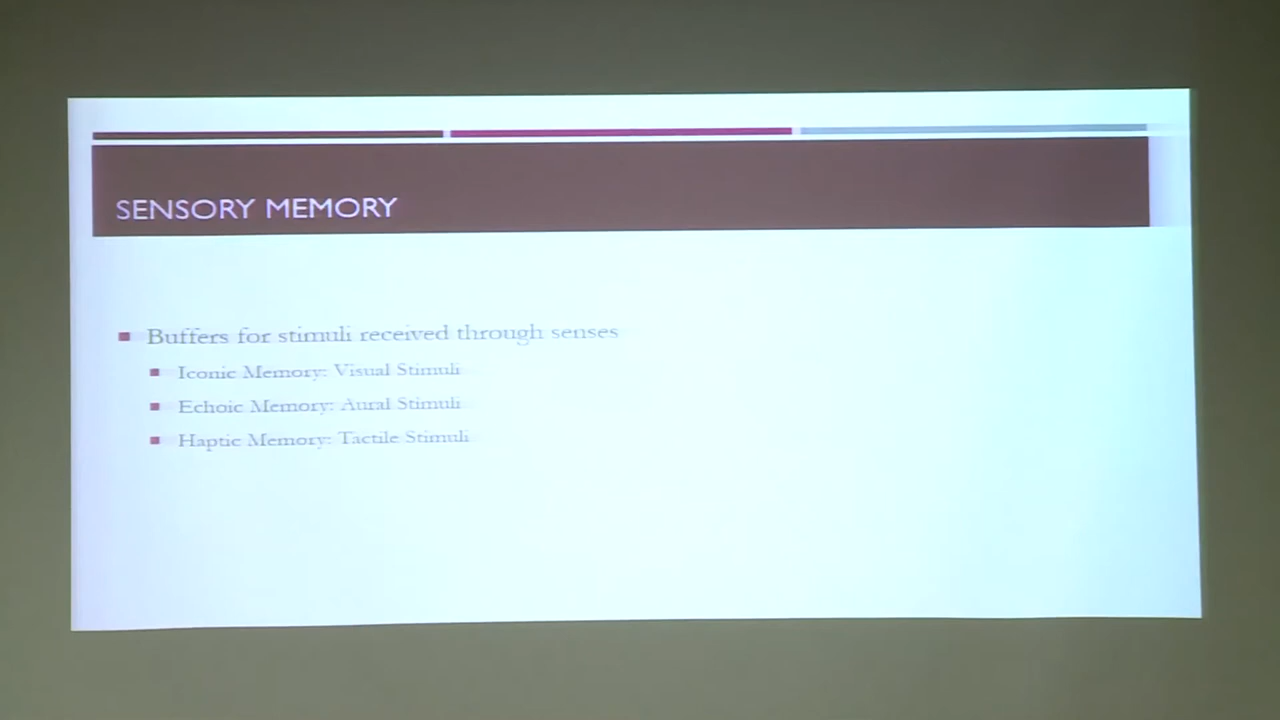 SENSORY MEMORY
Buffers for stimuli received through senses
Iconic Memory: Visual Stimuli
Echoic Memory: Aural Stimuli
Haptic Memory: Tactile Stimuli